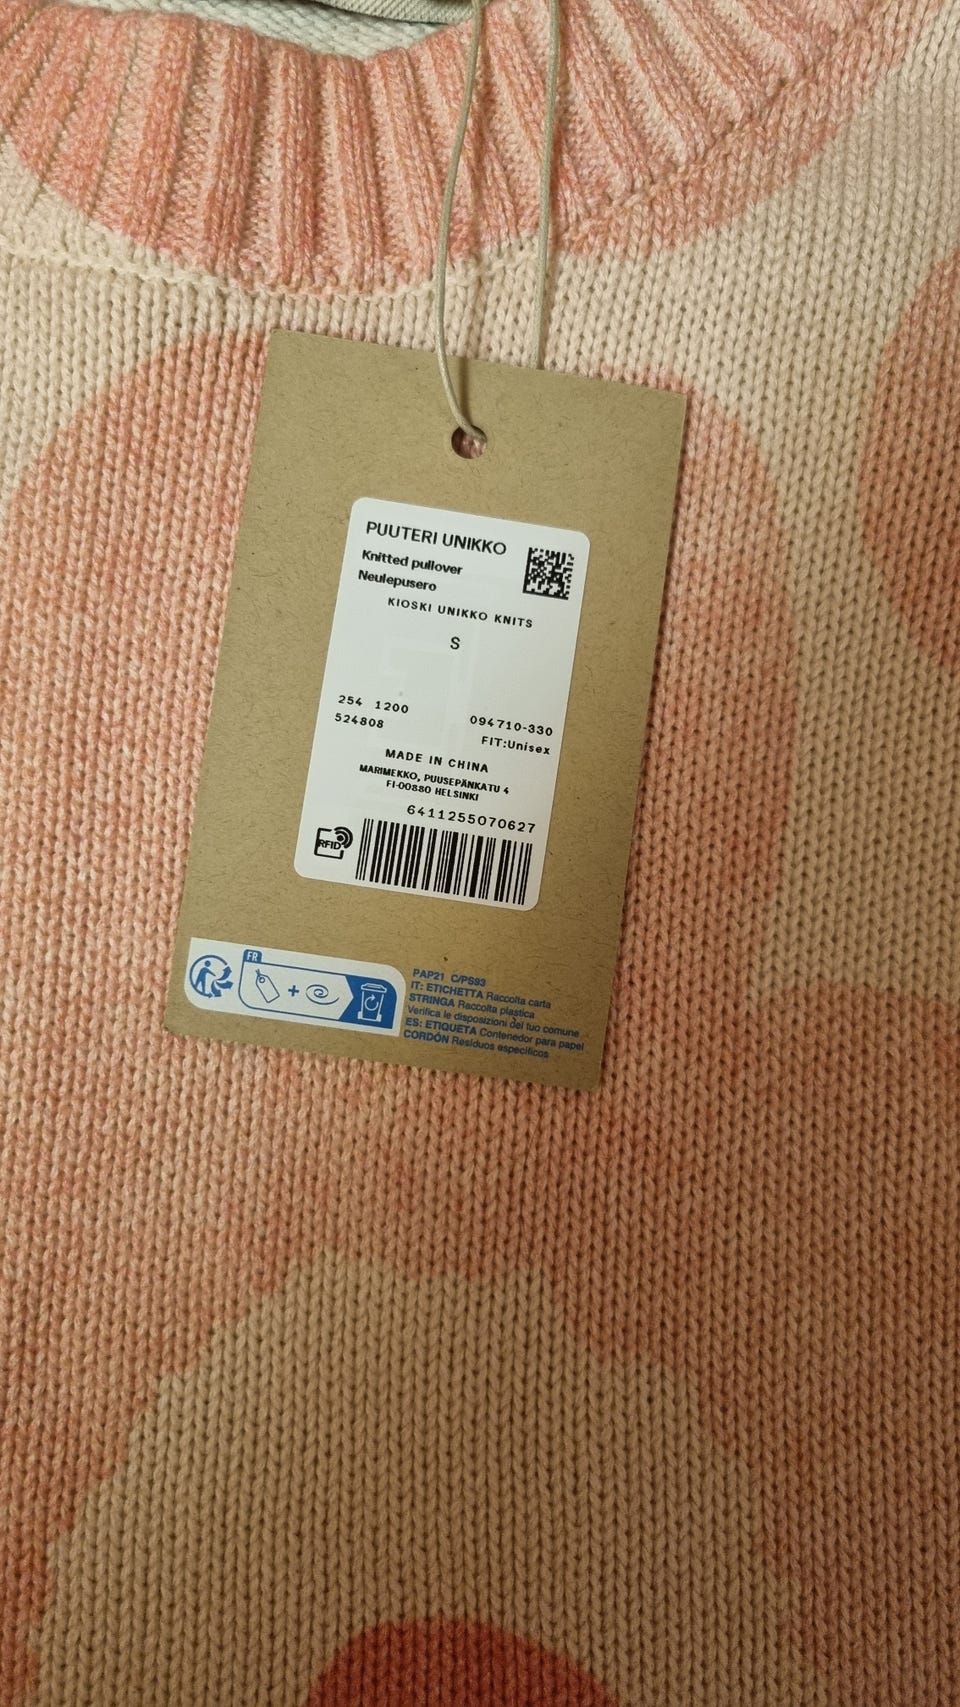 PUUTERI UNIKKO
Knitted pullover
Neulepusero
KIOSKI UNIKKO KNITS
S
254 1200
524808
094710-330
FIT:Unisex
MADE IN CHINA
MARIMEKKO, PUUSEPÄNKATU 4
FI-00880 HELSINKI
6411255070627
RFID
FR
PAP21 C/PS93
IT: ETICHETTA Raccolta carta
STRINGA Raccolta plastica
Verifica le disposizioni del tuo comune
ES: ETIQUETA Contenedor para papel
CORDÓN Residuos específicos